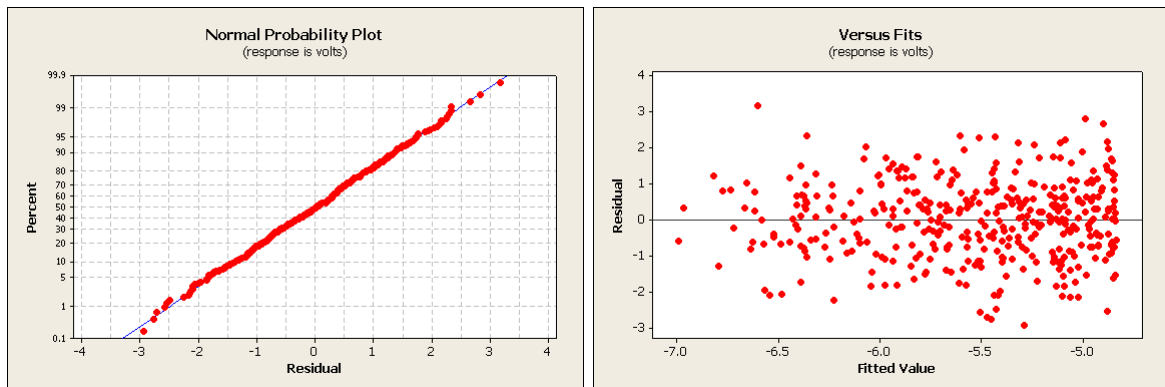 Normal Probability Plot
(response is volts)
99.9
99
95
90
80
70
60
50
40
30
20
10
5
1
0.1
Percent
-4 -3 -2 -1 0 1 2 3 4
Residual
Versus Fits
(response is volts)
4
3
2
1
0
-1
-2
-3
Residual
-7.0 -6.5 -6.0 -5.5 -5.0
Fitted Value